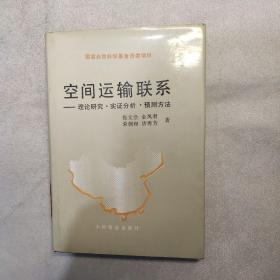 国家自然科学基金资助项目
空间运输联系
——理论研究·实证分析·预测方法
张文尝 金凤君
荣朝和 唐秀芳 著
中国铁道出版社